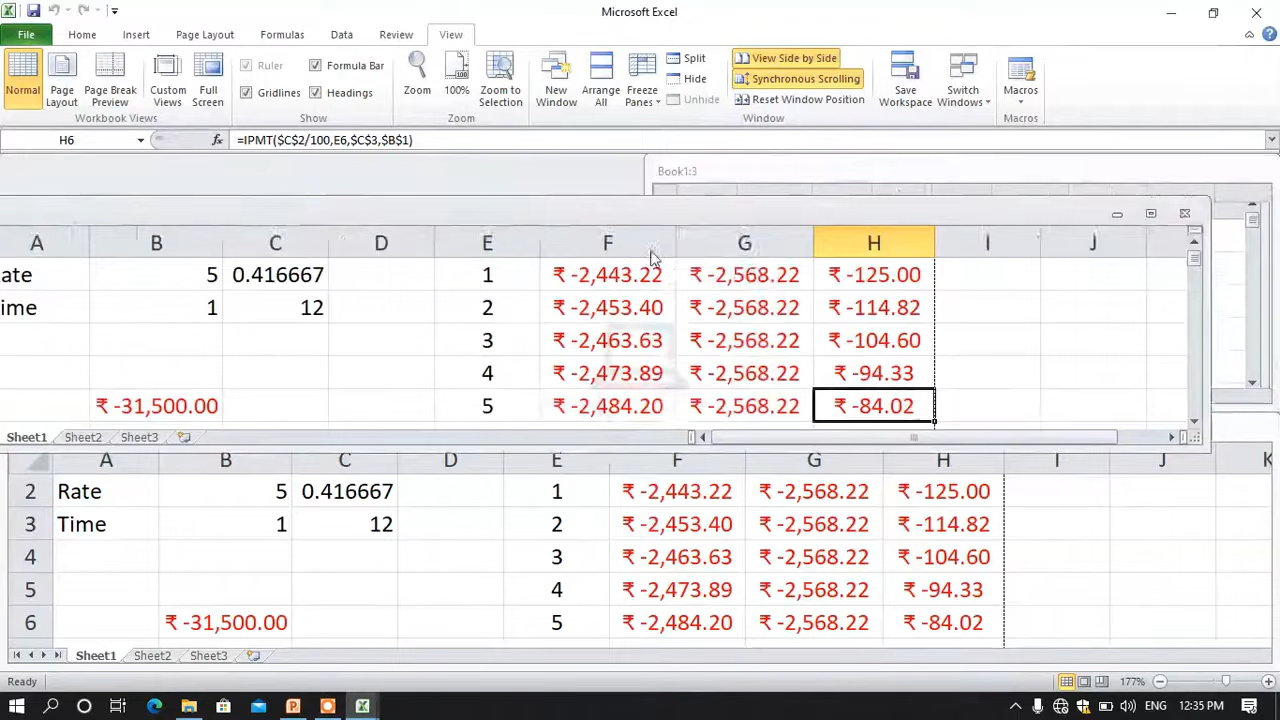 Microsoft Excel
File Home Insert Page Layout Formulas Data Review View
Normal
Page Layout
Page Break Preview
Custom Views
Full Screen
Workbook Views
Ruler
Formula Bar
Gridlines
Headings
Show
Zoom
100%
Zoom to Selection
Zoom
New Window
Arrange All
Freeze Panes
Split
Hide
Unhide
View Side by Side
Synchronous Scrolling
Reset Window Position
Window
Save Workspace
Switch Windows
Macros
Macros
H6 fx =IPMT($C$2/100,E6,$C$3,$B$1)
Book1:3
A B C D E F G H I J
ate 5 0.416667 1 ₹ -2,443.22 ₹ -2,568.22 ₹ -125.00
ime 1 12 2 ₹ -2,453.40 ₹ -2,568.22 ₹ -114.82
3 ₹ -2,463.63 ₹ -2,568.22 ₹ -104.60
4 ₹ -2,473.89 ₹ -2,568.22 ₹ -94.33
₹ -31,500.00 5 ₹ -2,484.20 ₹ -2,568.22 ₹ -84.02
Sheet1 Sheet2 Sheet3
A B C D E F G H I J K
2 Rate 5 0.416667 1 ₹ -2,443.22 ₹ -2,568.22 ₹ -125.00
3 Time 1 12 2 ₹ -2,453.40 ₹ -2,568.22 ₹ -114.82
4 3 ₹ -2,463.63 ₹ -2,568.22 ₹ -104.60
5 4 ₹ -2,473.89 ₹ -2,568.22 ₹ -94.33
6 ₹ -31,500.00 5 ₹ -2,484.20 ₹ -2,568.22 ₹ -84.02
Sheet1 Sheet2 Sheet3
Ready 177%
ENG 12:35 PM